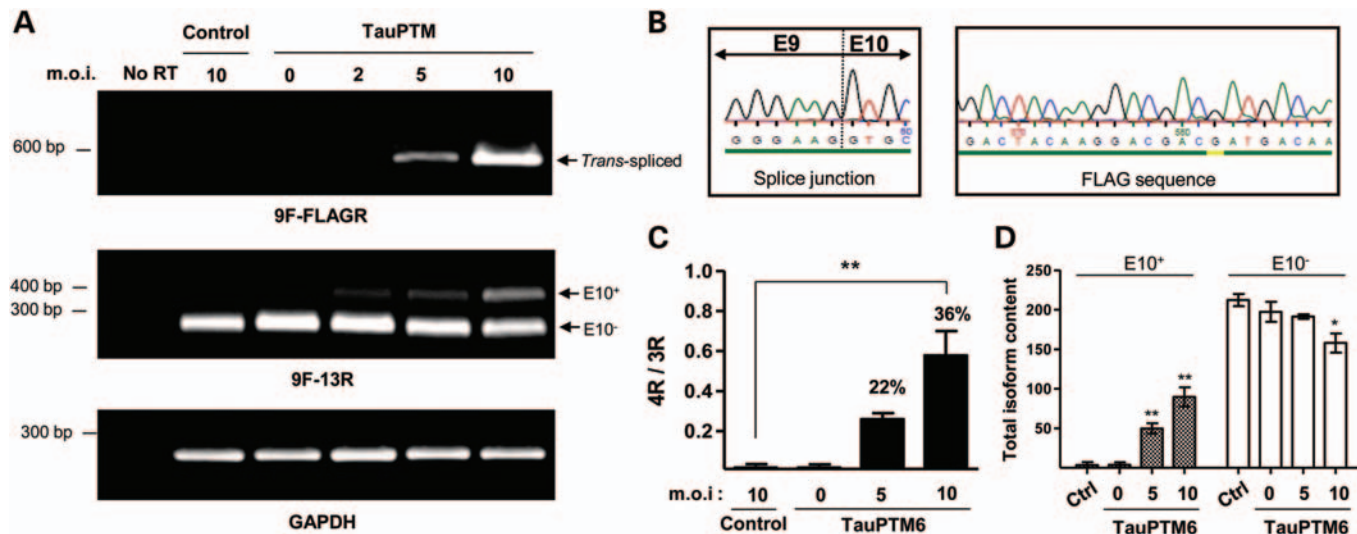 A
Control
TauPTM
m.o.i.
No RT
10
0
2
5
10
600 bp
Trans-spliced
9F-FLAGR
400 bp
300 bp
E10+
E10-
9F-13R
300 bp
GAPDH
B
E9
E10
G G G A A G G T G C
60
Splice junction
570
580
G A C T A C A A G G A C G A C G A T G A C A A
FLAG sequence
C
4R / 3R
1.0
0.8
0.6
0.4
0.2
**
22%
36%
m.o.i :
10
0
5
10
Control
TauPTM6
D
E10+
E10-
Total isoform content
250
200
150
100
50
**
**
*
Ctrl
0
5
10
Ctrl
0
5
10
TauPTM6
TauPTM6